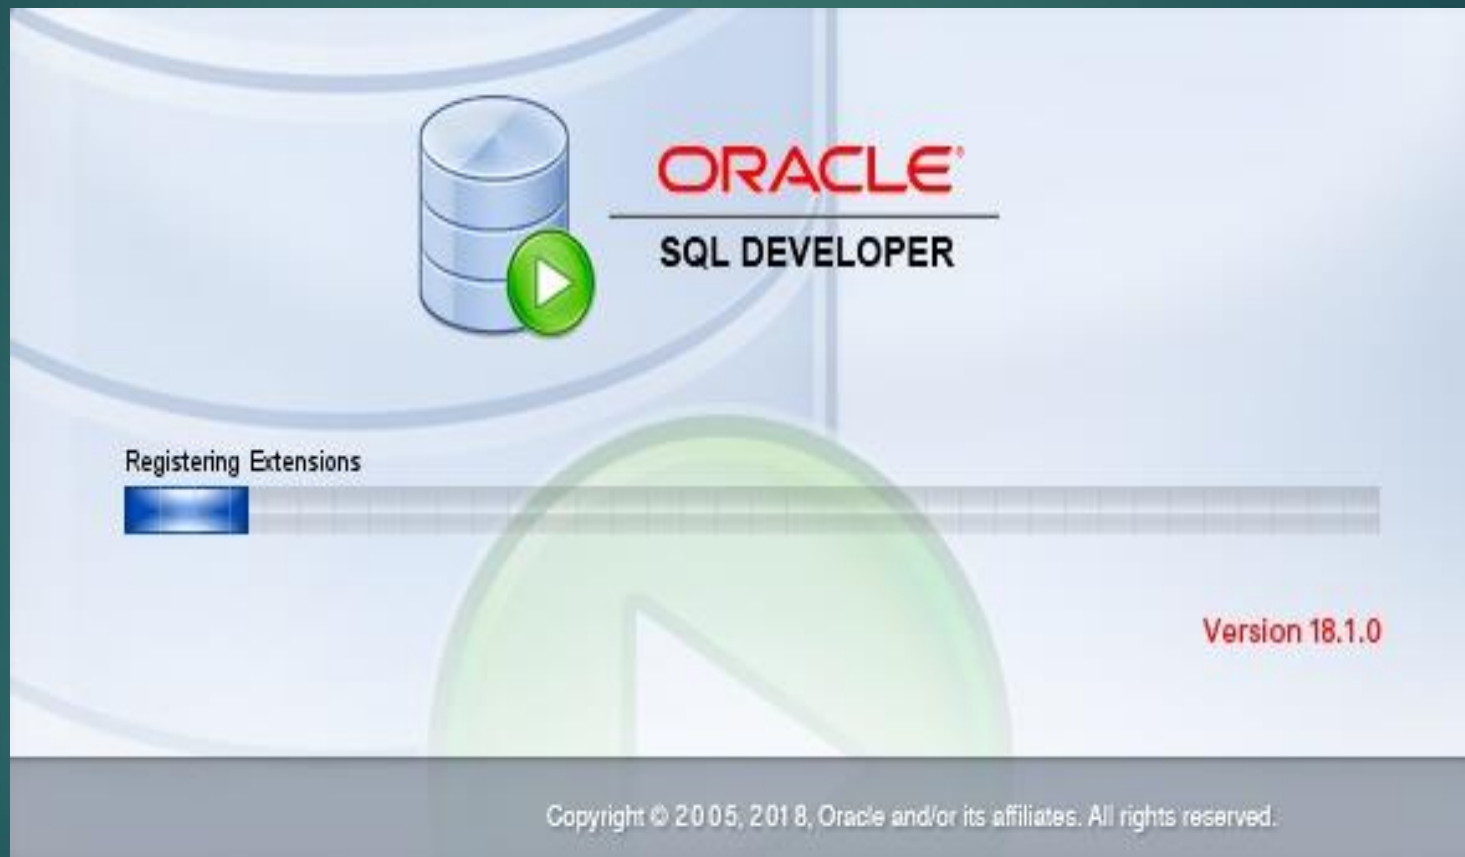 ORACLE®
SQL DEVELOPER
Registering Extensions
Version 18.1.0
Copyright © 2005, 2018, Oracle and/or its affiliates. All rights reserved.